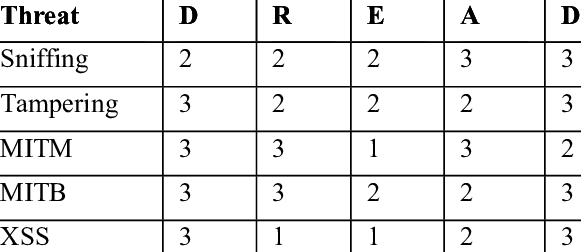 Threat D R E A D
Sniffing 2 2 2 3 3
Tampering 3 2 2 2 3
MITM 3 3 1 3 2
MITB 3 3 2 2 3
XSS 3 1 1 2 3